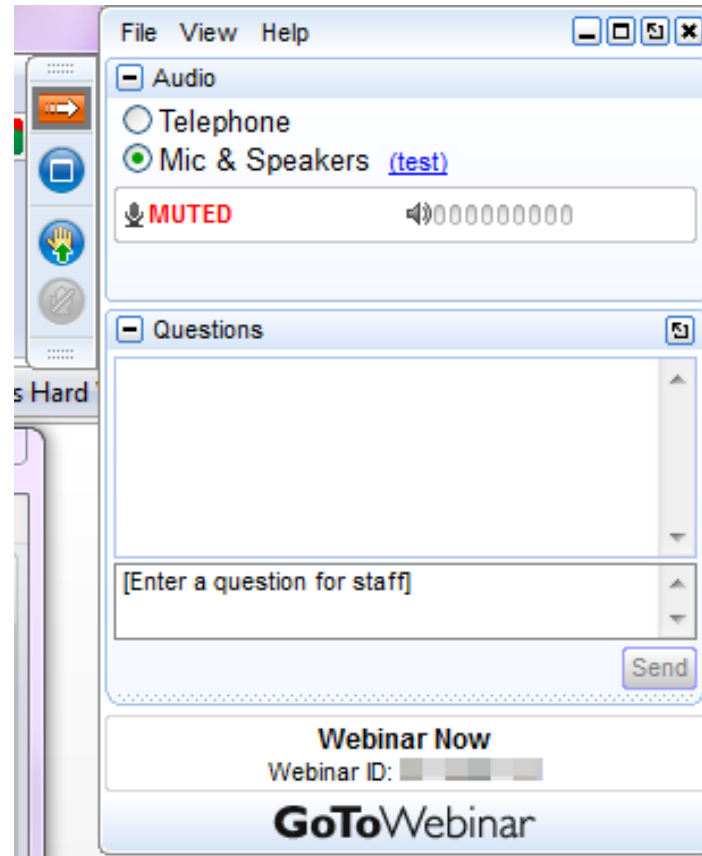 File View Help
Audio
Telephone
Mic & Speakers (test)
MUTED
Questions
s Hard
[Enter a question for staff]
Send
Webinar Now
Webinar ID:
GoToWebinar